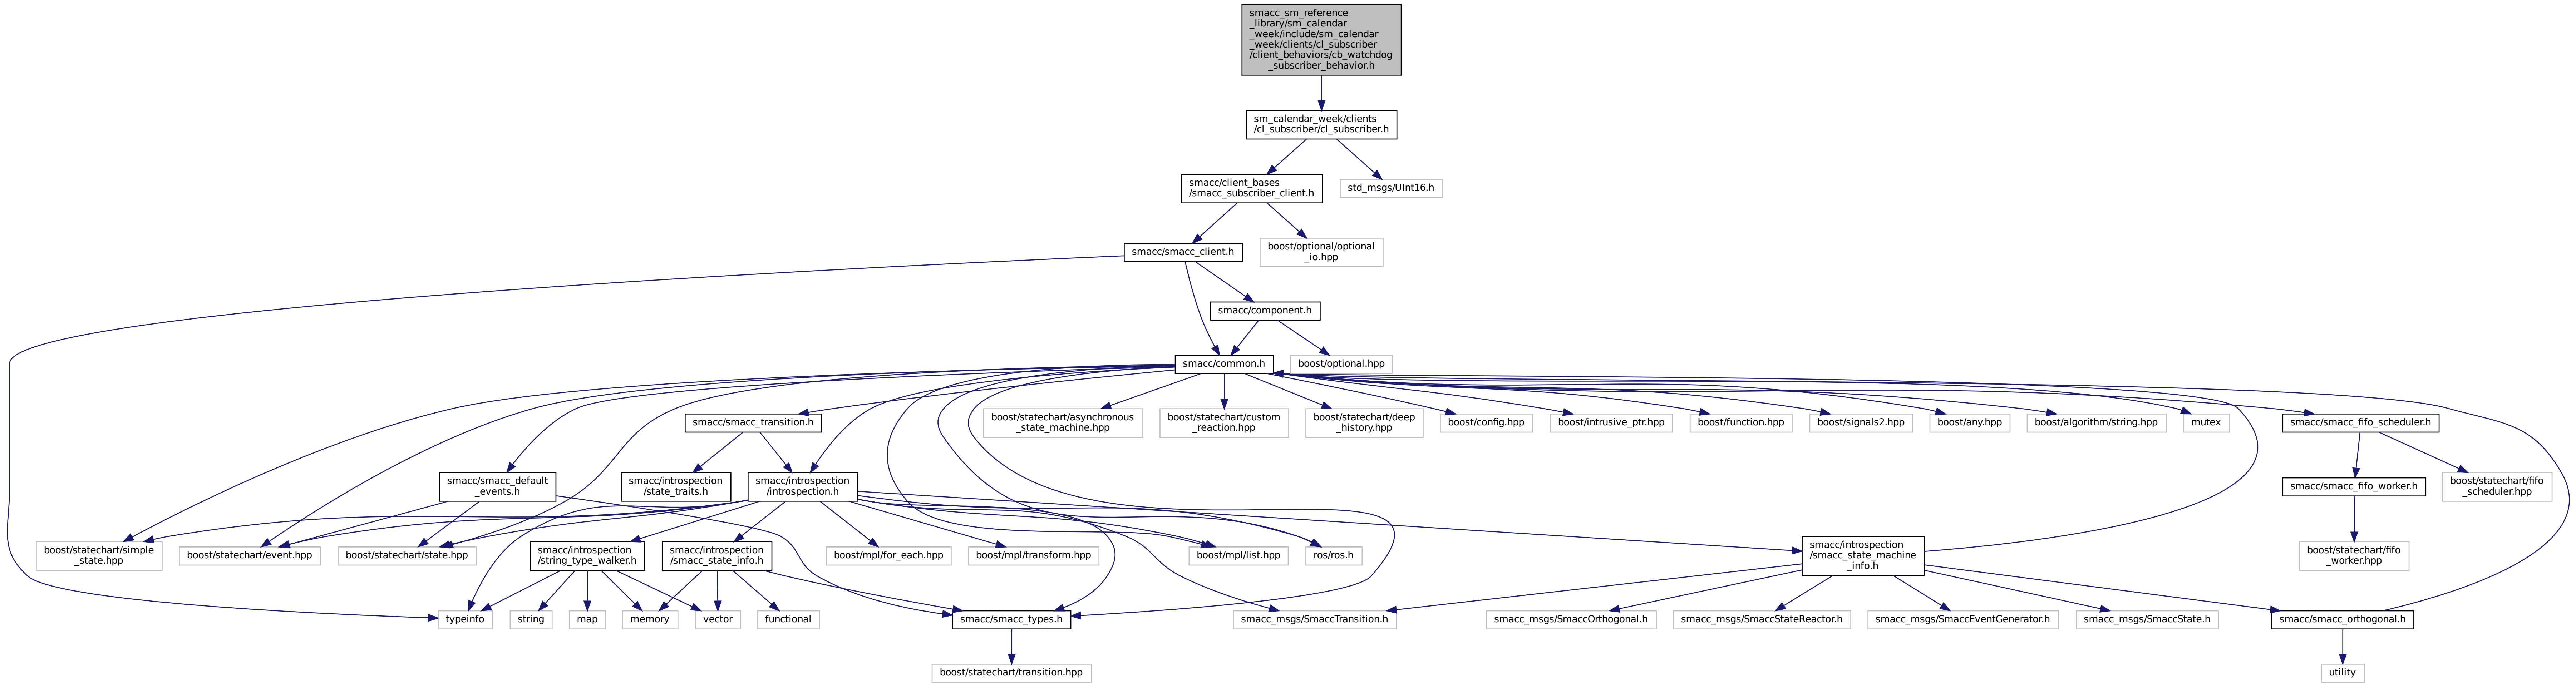 smacc_sm_reference
_library/sm_calendar
_week/include/sm_calendar
_week/clients/cl_subscriber
/client_behaviors/cb_watchdog
_subscriber_behavior.h
sm_calendar_week/clients
/cl_subscriber/cl_subscriber.h
smacc/client_bases
/smacc_subscriber_client.h
std_msgs/UInt16.h
smacc/smacc_client.h
boost/optional/optional
_io.hpp
smacc/component.h
smacc/common.h
boost/optional.hpp
smacc/smacc_transition.h
boost/statechart/asynchronous
_state_machine.hpp
boost/statechart/custom
_reaction.hpp
boost/statechart/deep
_history.hpp
boost/config.hpp
boost/intrusive_ptr.hpp
boost/function.hpp
boost/signals2.hpp
boost/any.hpp
boost/algorithm/string.hpp
mutex
smacc/smacc_fifo_scheduler.h
smacc/smacc_default
_events.h
smacc/introspection
/state_traits.h
smacc/introspection
/introspection.h
smacc/smacc_fifo_worker.h
boost/statechart/fifo
_scheduler.hpp
boost/statechart/simple
_state.hpp
boost/statechart/event.hpp
boost/statechart/state.hpp
smacc/introspection
/string_type_walker.h
smacc/introspection
/smacc_state_info.h
boost/mpl/for_each.hpp
boost/mpl/transform.hpp
boost/mpl/list.hpp
ros/ros.h
smacc/introspection
/smacc_state_machine
_info.h
boost/statechart/fifo
_worker.hpp
typeinfo
string
map
memory
vector
functional
smacc/smacc_types.h
smacc_msgs/SmaccTransition.h
smacc_msgs/SmaccOrthogonal.h
smacc_msgs/SmaccStateReactor.h
smacc_msgs/SmaccEventGenerator.h
smacc_msgs/SmaccState.h
smacc/smacc_orthogonal.h
boost/statechart/transition.hpp
utility